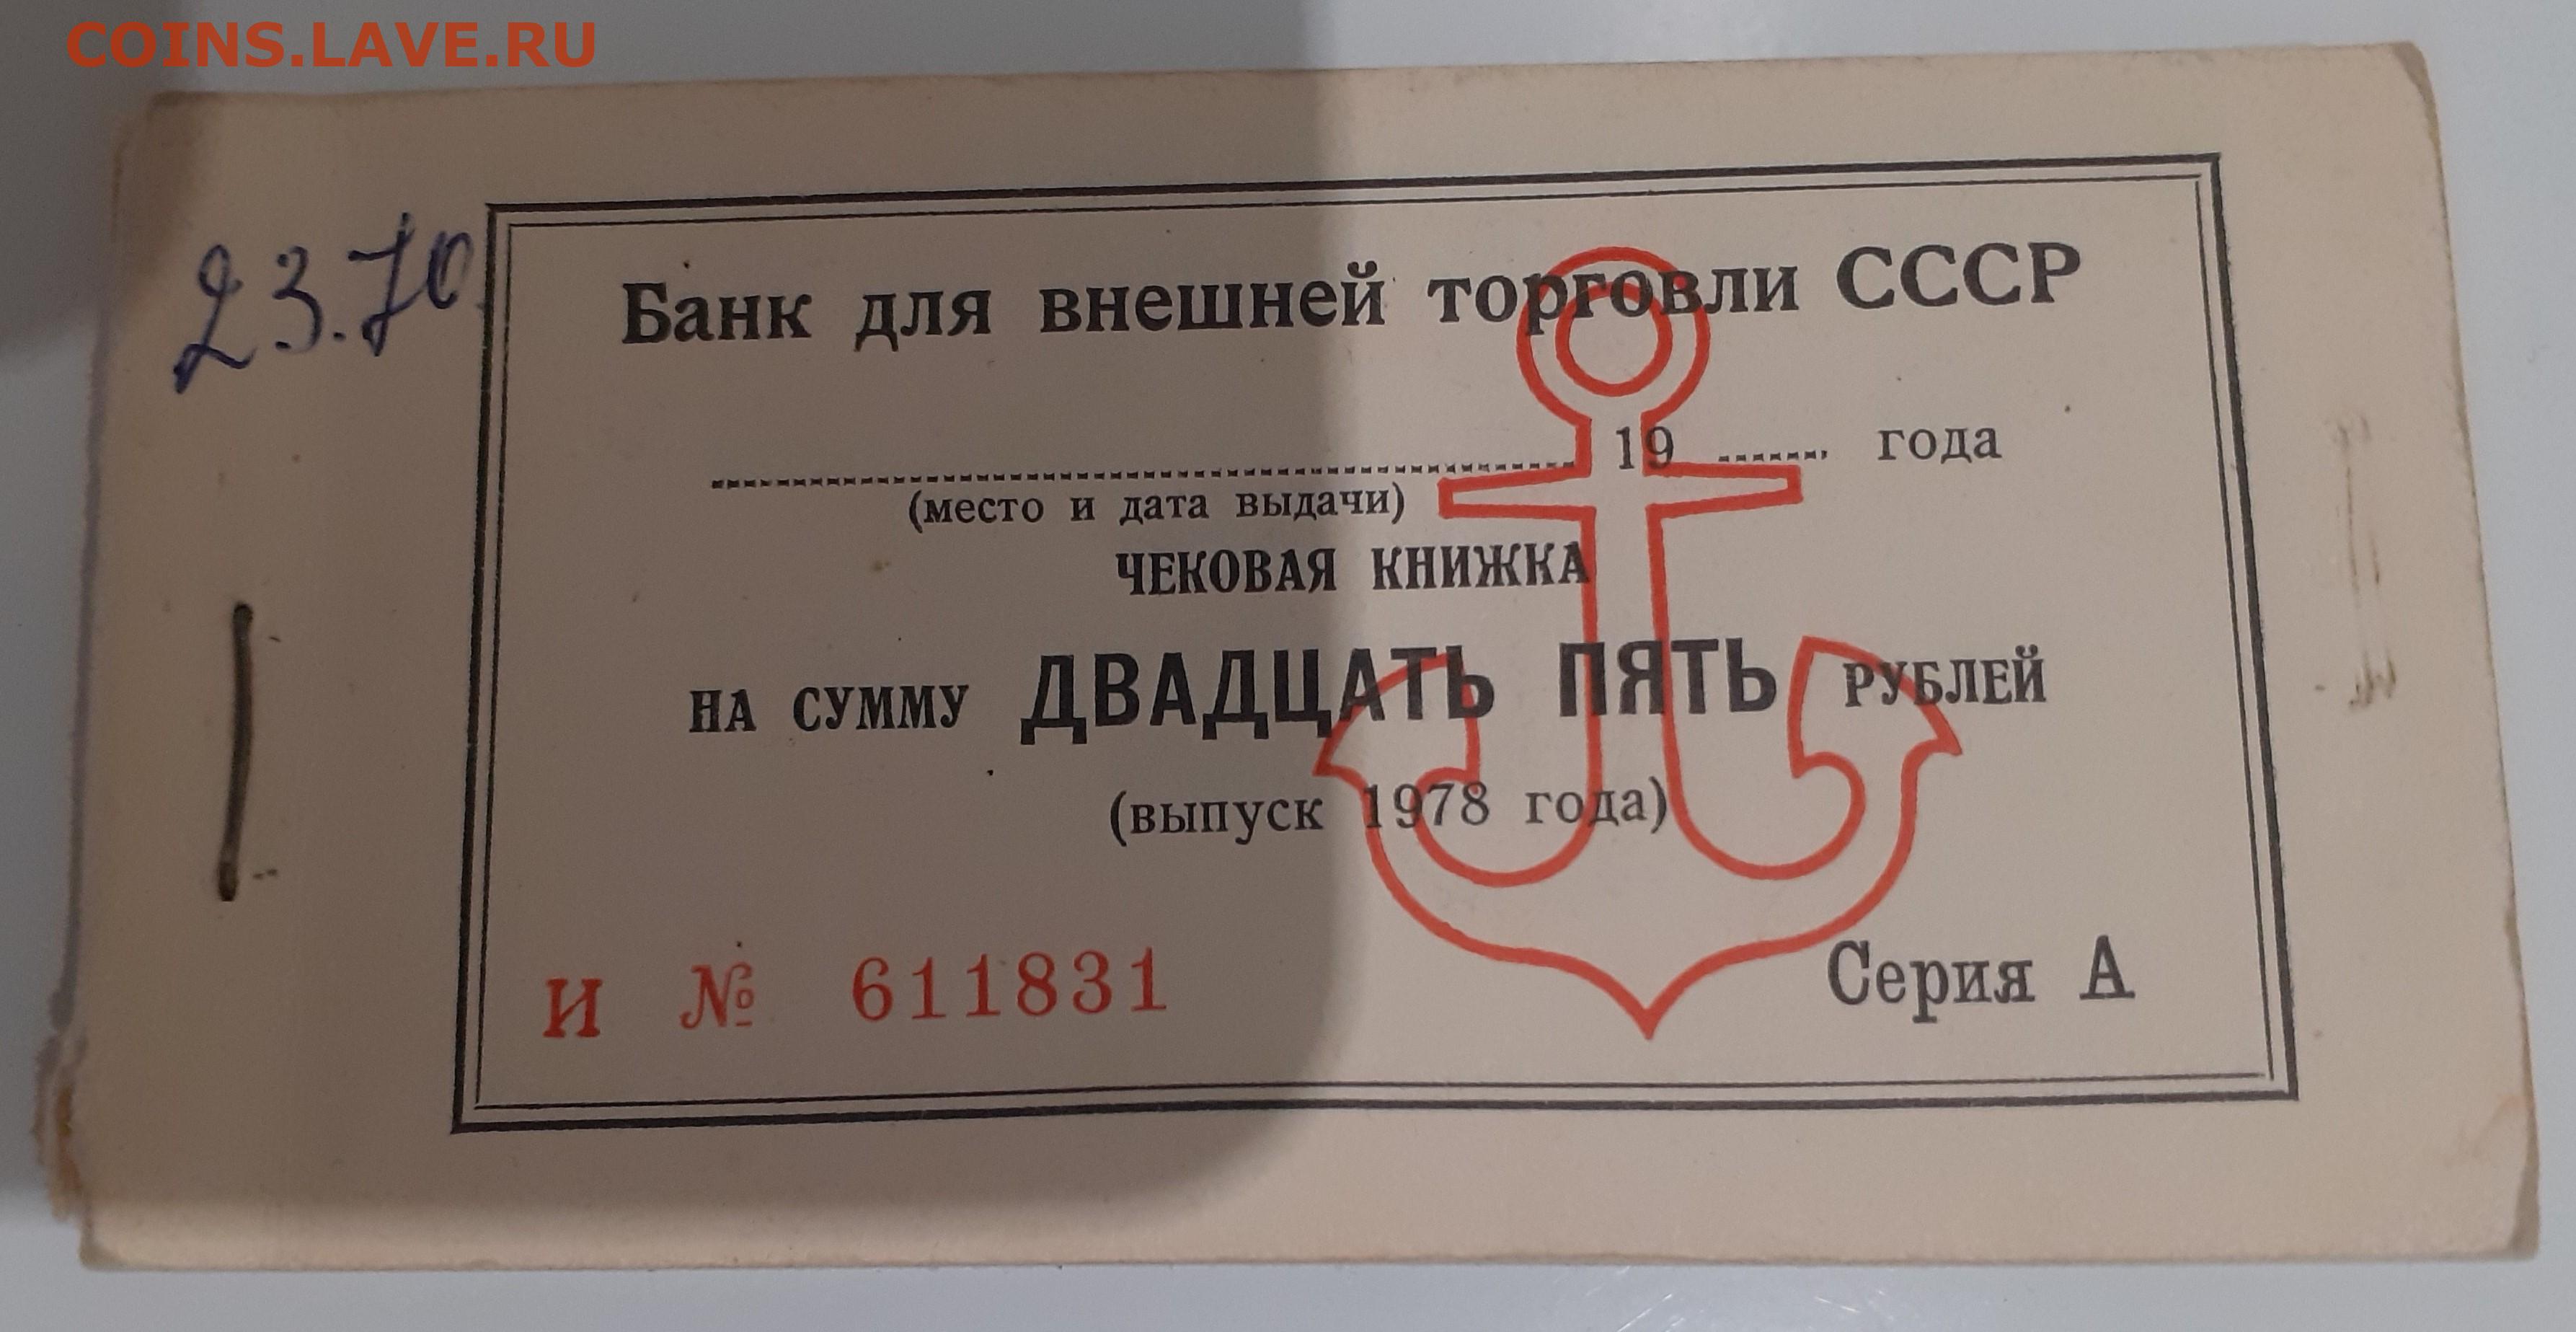 COINS.LAVE.RU
23.70.
Банк для внешней торговли СССР
19 ....... года
(место и дата выдачи)
ЧЕКОВАЯ КНИЖКА
НА СУММУ ДВАДЦАТЬ ПЯТЬ РУБЛЕЙ
(выпуск 1978 года)
И № 611831
Серия А